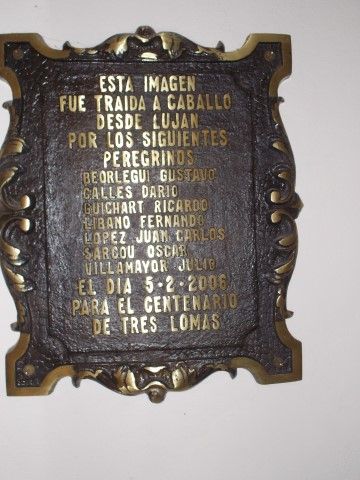 ESTA IMAGEN
FUE TRAIDA A CABALLO
DESDE LUJAN
POR LOS SIGUIENTES
PEREGRINOS
BEORLEGUI GUSTAVO
CALLES DARIO
GUICHART RICARDO
LIBANO FERNANDO
LOPEZ JUAN CARLOS
SARCOU OSCAR
VILLAMAYOR JULIO
EL DIA 5-2-2006
PARA EL CENTENARIO
DE TRES LOMAS